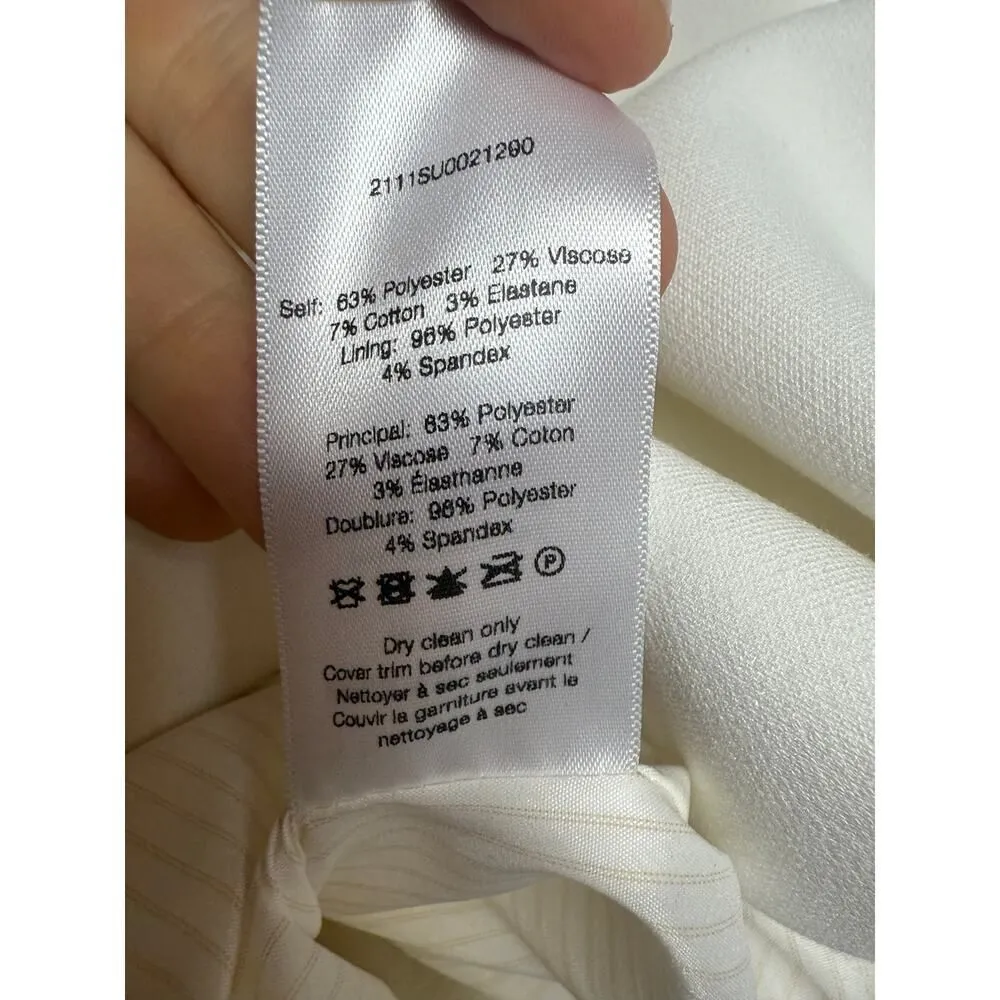 2111SU0021290
Self: 63% Polyester 27% Viscose
7% Cotton 3% Elastane
Lining: 96% Polyester
4% Spandex
Principal: 63% Polyester
27% Viscose 7% Coton
3% Élasthanne
Doublure: 96% Polyester
4% Spandex
P
Dry clean only
Cover trim before dry clean /
Nettoyer à sec seulement
Couvir la garniture avant le
nettoyage à sec